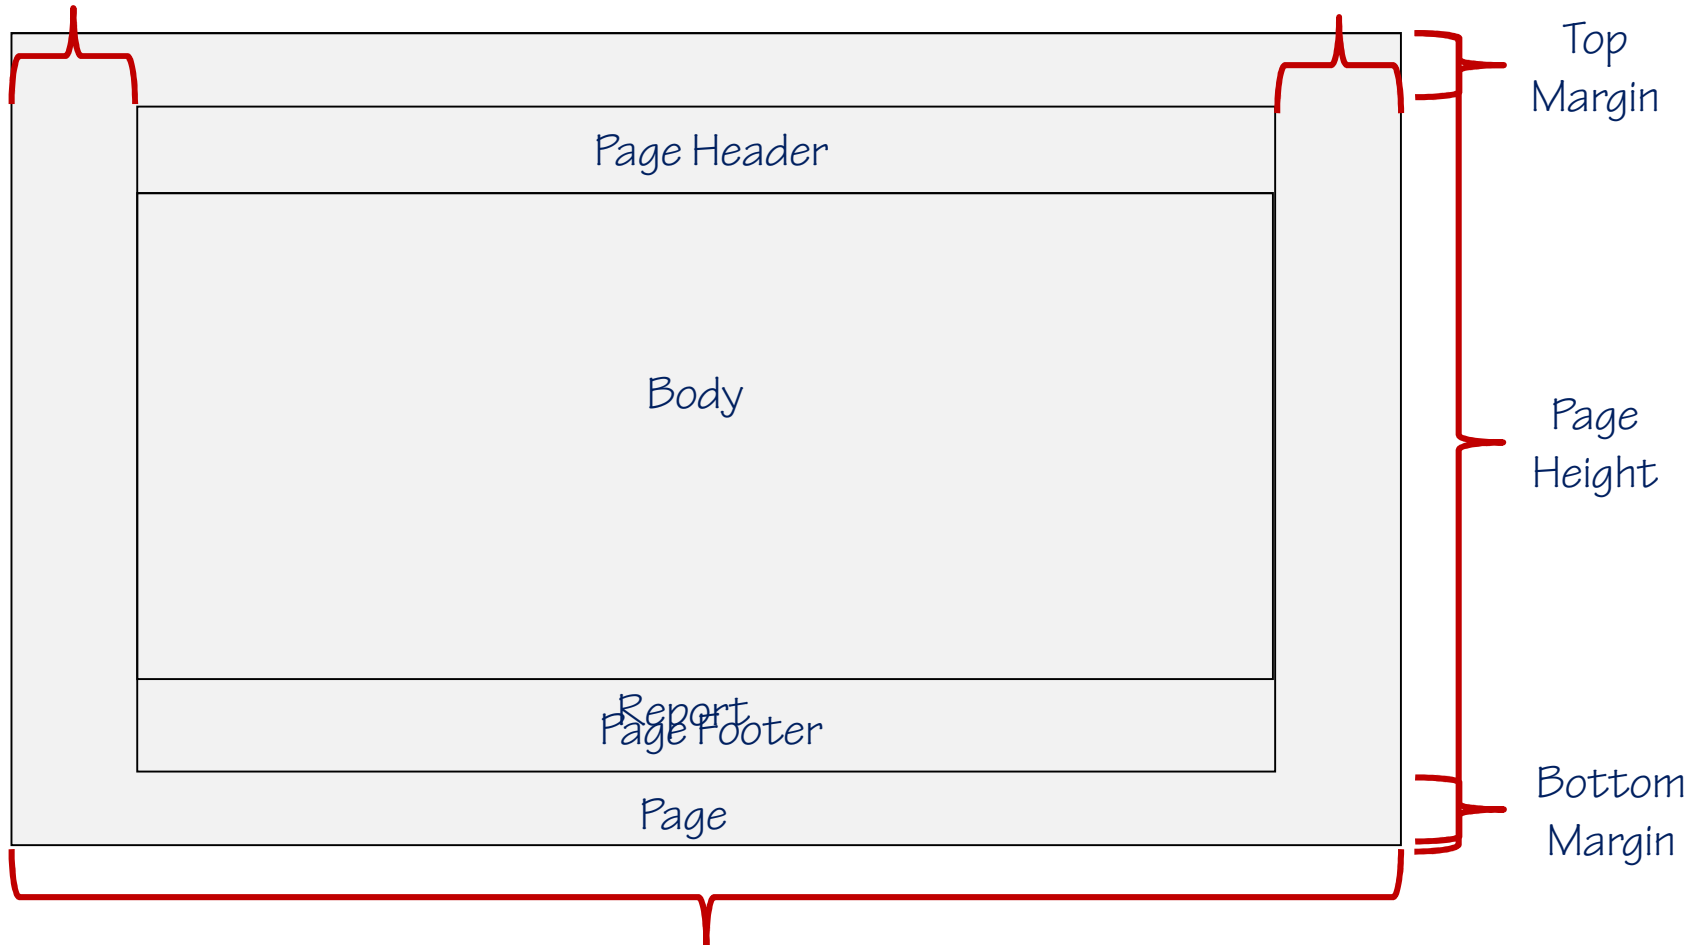 Top
Margin
Page Header
Body
Page
Height
Report
Page Footer
Bottom
Margin
Page